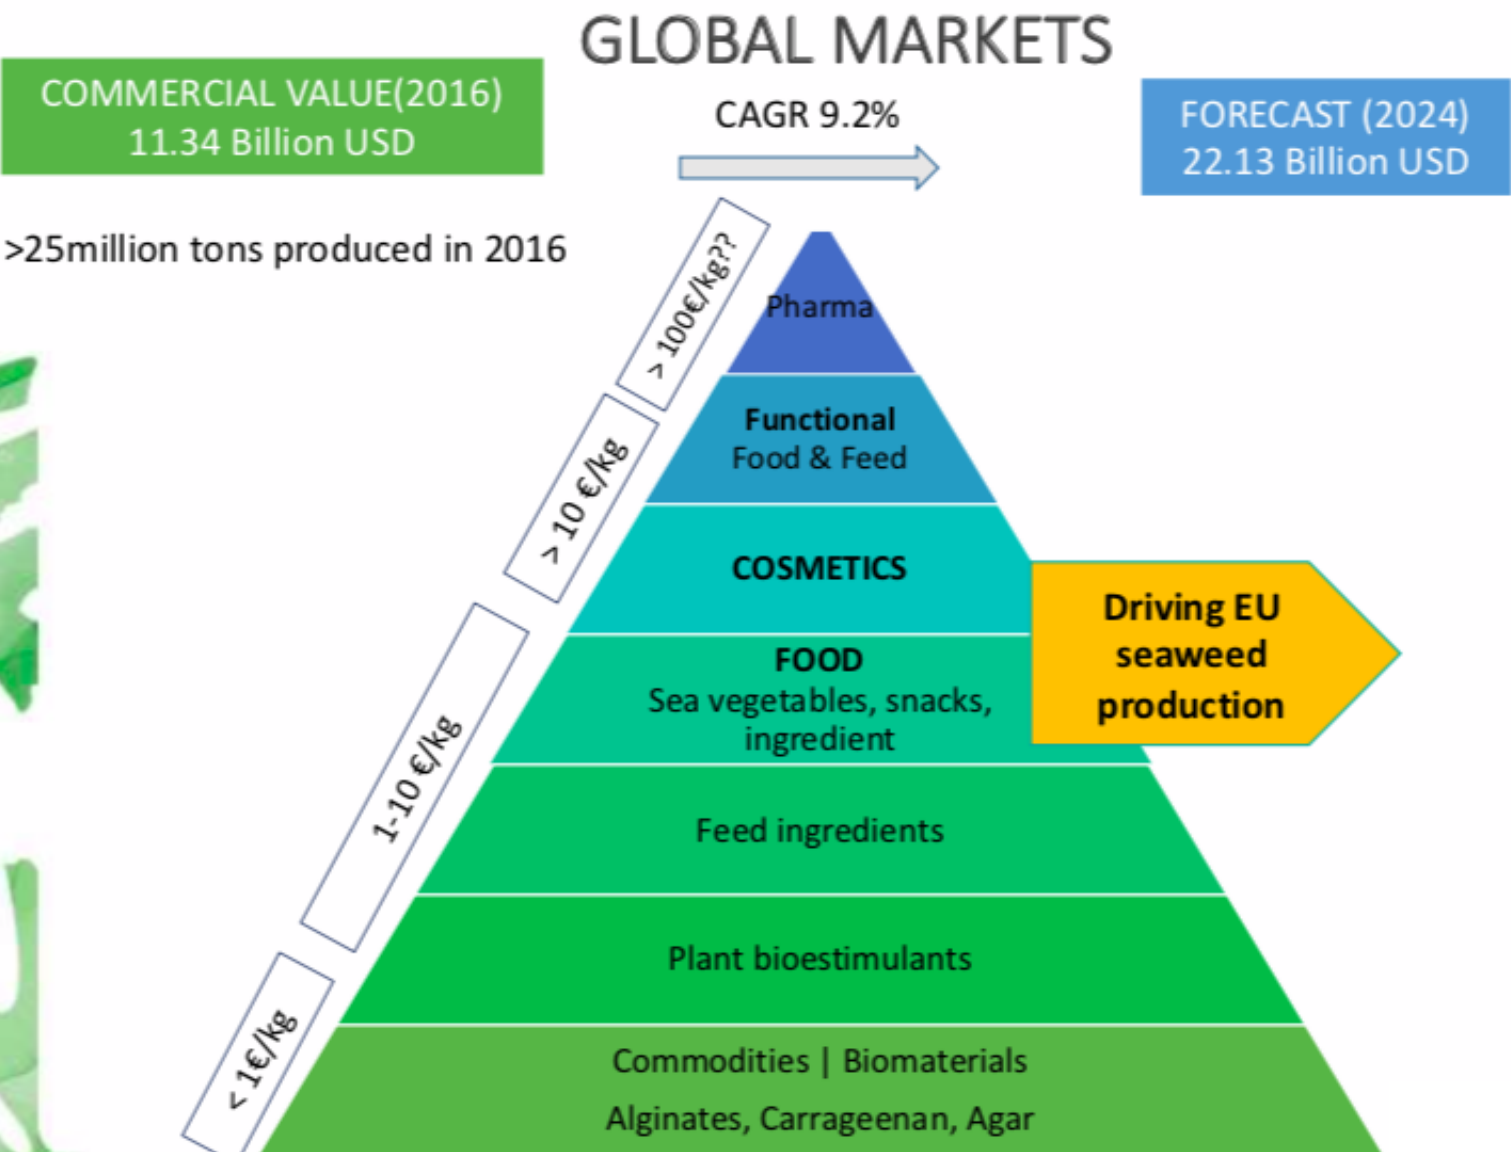 GLOBAL MARKETS
COMMERCIAL VALUE(2016)
11.34 Billion USD
CAGR 9.2%
FORECAST (2024)
22.13 Billion USD
>25million tons produced in 2016
> 100€/kg??
Pharma
> 10 €/kg
Functional
Food & Feed
COSMETICS
Driving EU
seaweed
production
1-10 €/kg
FOOD
Sea vegetables, snacks,
ingredient
Feed ingredients
Plant bioestimulants
< 1€/kg
Commodities | Biomaterials
Alginates, Carrageenan, Agar